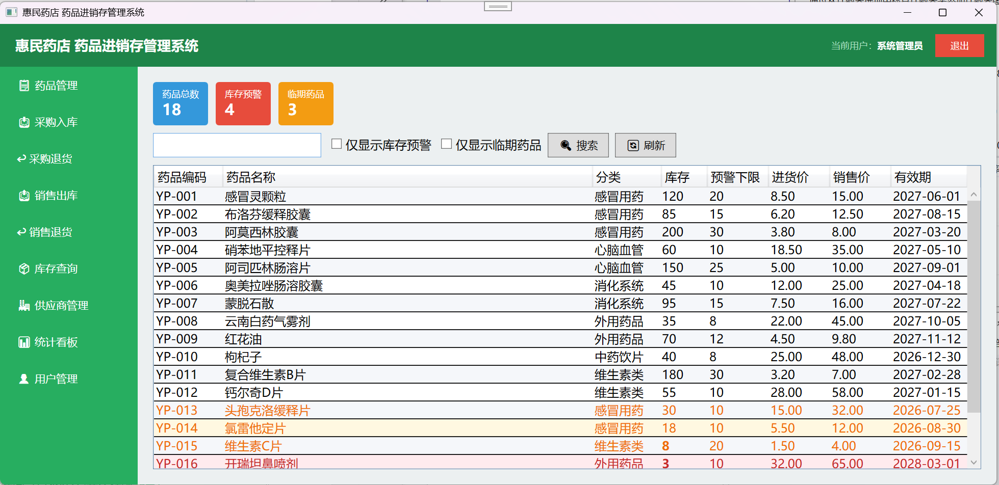 惠民药店 药品进销存管理系统
惠民药店 药品进销存管理系统
当前用户: 系统管理员 退出
药品管理
采购入库
采购退货
销售出库
销售退货
库存查询
供应商管理
统计看板
用户管理
药品总数 库存预警 临期药品
18 4 3
仅显示库存预警 仅显示临期药品 搜索 刷新
药品编码 药品名称 分类 库存 预警下限 进货价 销售价 有效期
YP-001 感冒灵颗粒 感冒用药 120 20 8.50 15.00 2027-06-01
YP-002 布洛芬缓释胶囊 感冒用药 85 15 6.20 12.50 2027-08-15
YP-003 阿莫西林胶囊 感冒用药 200 30 3.80 8.00 2027-03-20
YP-004 硝苯地平控释片 心脑血管 60 10 18.50 35.00 2027-05-10
YP-005 阿司匹林肠溶片 心脑血管 150 25 5.00 10.00 2027-09-01
YP-006 奥美拉唑肠溶胶囊 消化系统 45 10 12.00 25.00 2027-04-18
YP-007 蒙脱石散 消化系统 95 15 7.50 16.00 2027-07-22
YP-008 云南白药气雾剂 外用药品 35 8 22.00 45.00 2027-10-05
YP-009 红花油 外用药品 70 12 4.50 9.80 2027-11-12
YP-010 枸杞子 中药饮片 40 8 25.00 48.00 2026-12-30
YP-011 复合维生素B片 维生素类 180 30 3.20 7.00 2027-02-28
YP-012 钙尔奇D片 维生素类 55 10 28.00 58.00 2027-01-15
YP-013 头孢克洛缓释片 感冒用药 30 10 15.00 32.00 2026-07-25
YP-014 氯雷他定片 感冒用药 18 10 5.50 12.00 2026-08-30
YP-015 维生素C片 维生素类 8 20 1.50 4.00 2026-09-15
YP-016 开瑞坦鼻喷剂 外用药品 3 10 32.00 65.00 2028-03-01